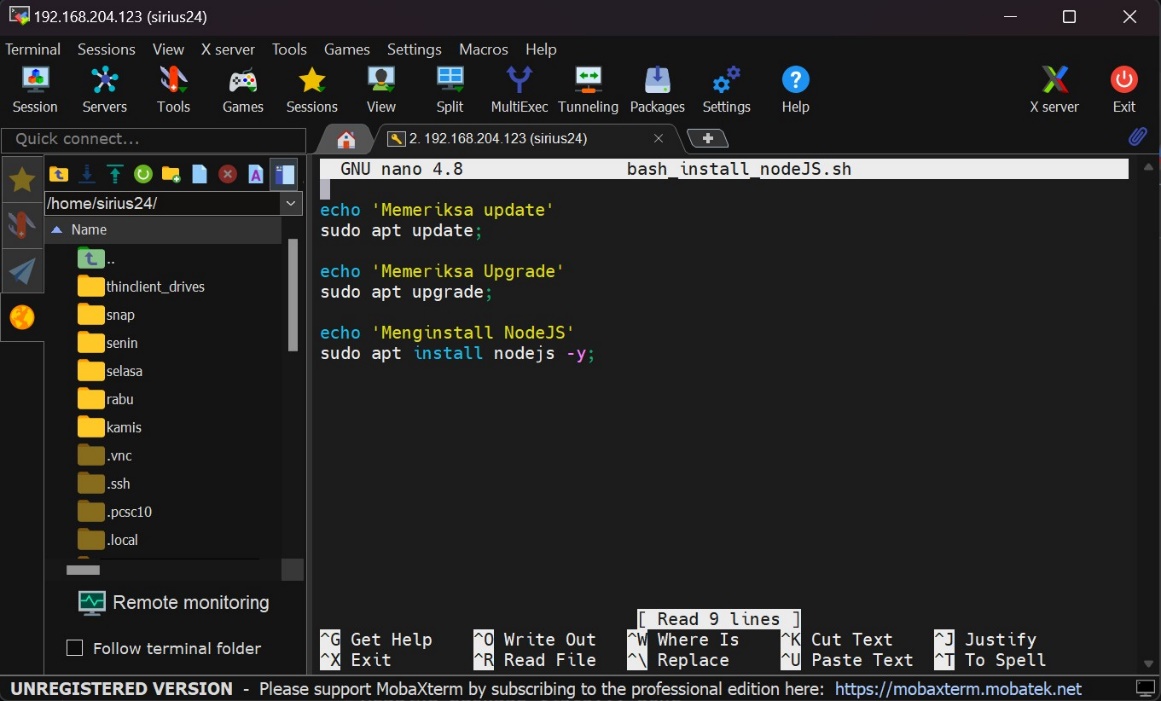 192.168.204.123 (sirius24)
Terminal Sessions View X server Tools Games Settings Macros Help
Session Servers Tools Games Sessions View Split MultiExec Tunneling Packages Settings Help X server Exit
Quick connect...
2. 192.168.204.123 (sirius24)
/home/sirius24/
Name
..
thinclient_drives
snap
senin
selasa
rabu
kamis
.vnc
.ssh
.pcsc10
.local
Remote monitoring
Follow terminal folder
GNU nano 4.8 bash_install_nodeJS.sh
echo 'Memeriksa update'
sudo apt update;
echo 'Memeriksa Upgrade'
sudo apt upgrade;
echo 'Menginstall NodeJS'
sudo apt install nodejs -y;
[ Read 9 lines ]
^G Get Help ^O Write Out ^W Where Is ^K Cut Text ^J Justify
^X Exit ^R Read File ^\ Replace ^U Paste Text ^T To Spell
UNREGISTERED VERSION - Please support MobaXterm by subscribing to the professional edition here: https://mobaxterm.mobatek.net